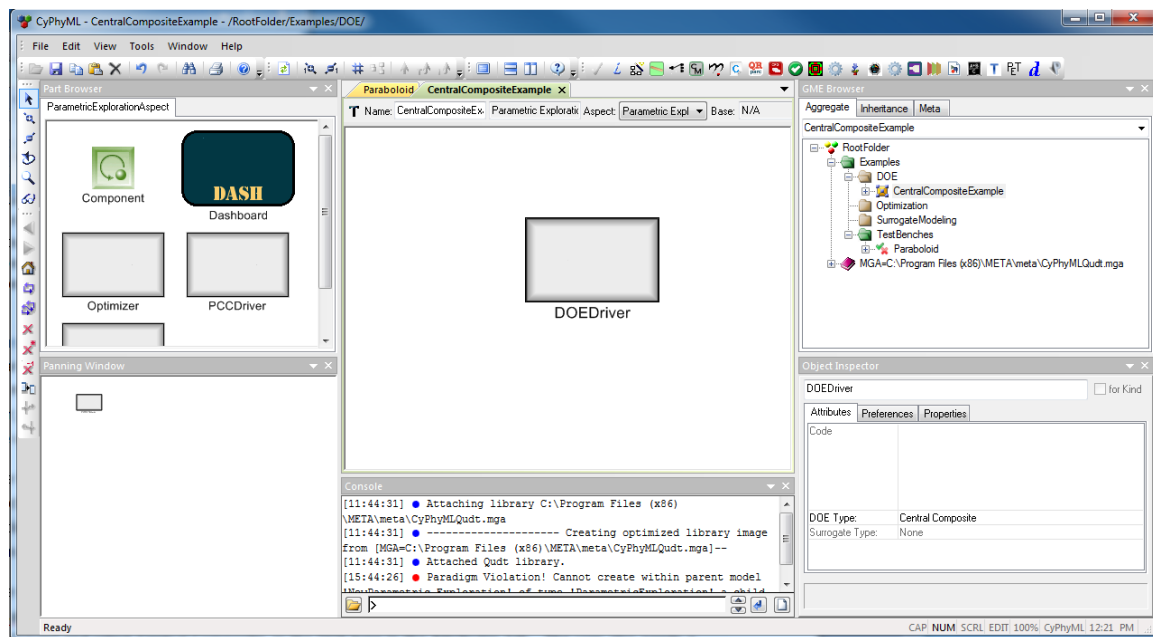 CyPhyML - CentralCompositeExample - /RootFolder/Examples/DOE/
File Edit View Tools Window Help
Part Browser
ParametricExplorationAspect
Component
DASH
Dashboard
Optimizer
PCCDriver
Panning Window
Paraboloid CentralCompositeExample
Name: CentralCompositeEx- Parametric Exploratic Aspect: Parametric Expl Base: N/A
DOEDriver
Console
[11:44:31] Attaching library C:\Program Files (x86)
\META\meta\CyPhyMLQudt.mga
[11:44:31] --------------------- Creating optimized library image
from [MGA=C:\Program Files (x86)\META\meta\CyPhyMLQudt.mga]--
[11:44:31] Attached Qudt library.
[15:44:26] Paradigm Violation! Cannot create within parent model
>
GME Browser
Aggregate Inheritance Meta
CentralCompositeExample
RootFolder
Examples
DOE
CentralCompositeExample
Optimization
SurrogateModeling
TestBenches
Paraboloid
MGA=C:\Program Files (x86)\META\meta\CyPhyMLQudt.mga
Object Inspector
DOEDriver for Kind
Attributes Preferences Properties
Code
DOE Type: Central Composite
Surrogate Type: None
Ready
CAP NUM SCRL EDIT 100% CyPhyML 12:21 PM